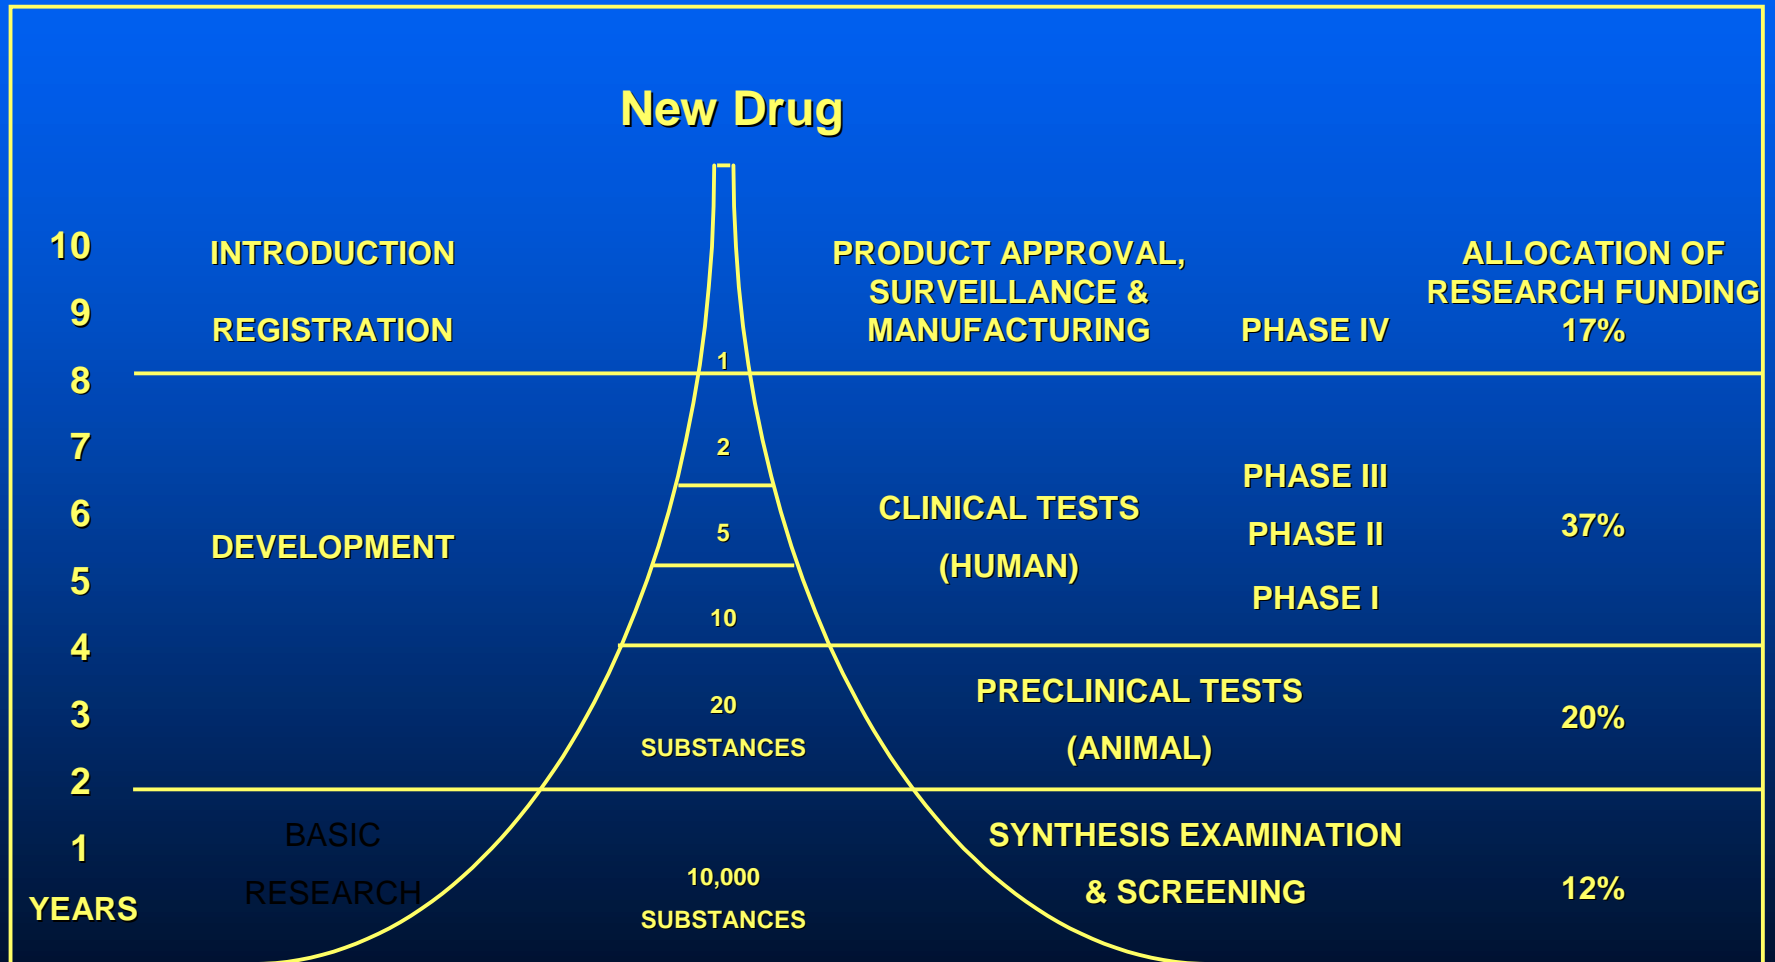 New Drug
10
INTRODUCTION
PRODUCT APPROVAL,
ALLOCATION OF
SURVEILLANCE &
RESEARCH FUNDING
9
REGISTRATION
MANUFACTURING
PHASE IV
17%
1
8
7
2
PHASE III
6
CLINICAL TESTS
37%
5
PHASE II
DEVELOPMENT
(HUMAN)
5
PHASE I
10
4
PRECLINICAL TESTS
20
3
20%
SUBSTANCES
(ANIMAL)
2
BASIC
SYNTHESIS EXAMINATION
1
10,000
RESEARCH
& SCREENING
12%
YEARS
SUBSTANCES